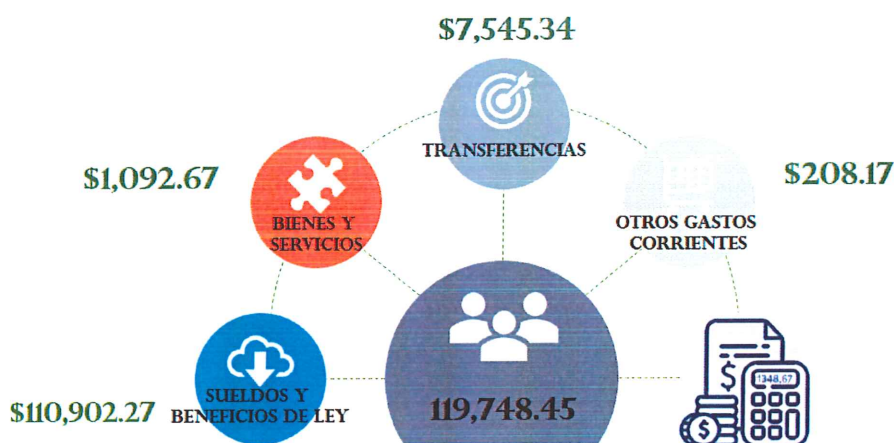 $7,545.34
TRANSFERENCIAS
$1,092.67
BIENES Y
SERVICIOS
$208.17
OTROS GASTOS
CORRIENTES
$110,902.27
SUELDOS Y
BENEFICIOS DE LEY
119,748.45
$
1348,67
$